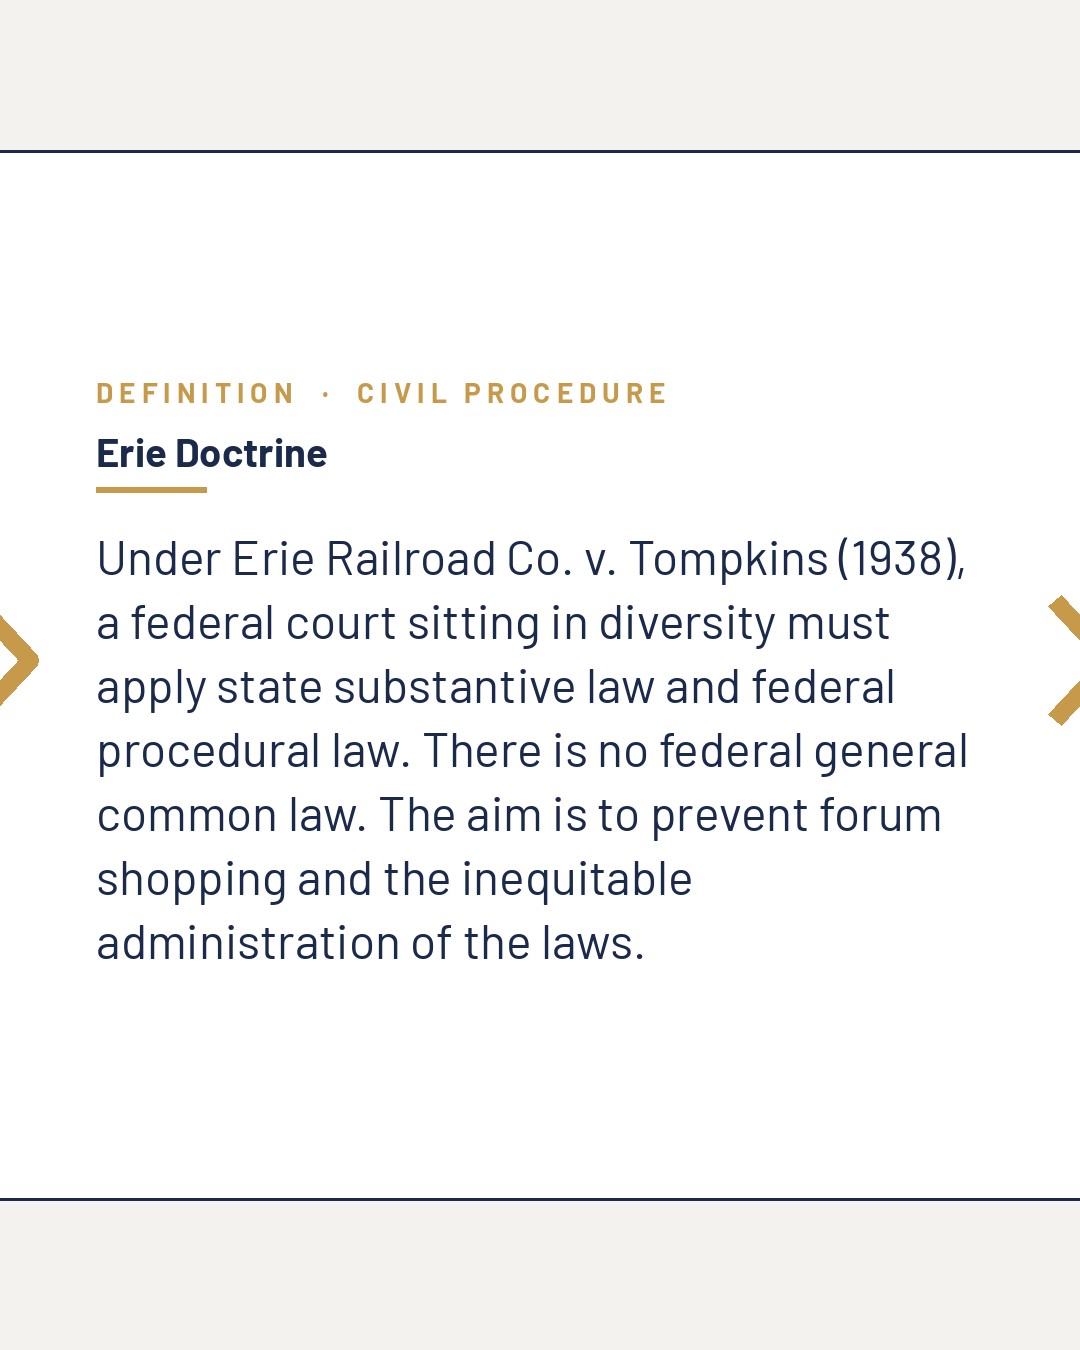 DEFINITION · CIVIL PROCEDURE
Erie Doctrine
Under Erie Railroad Co. v. Tompkins (1938),
a federal court sitting in diversity must
apply state substantive law and federal
procedural law. There is no federal general
common law. The aim is to prevent forum
shopping and the inequitable
administration of the laws.